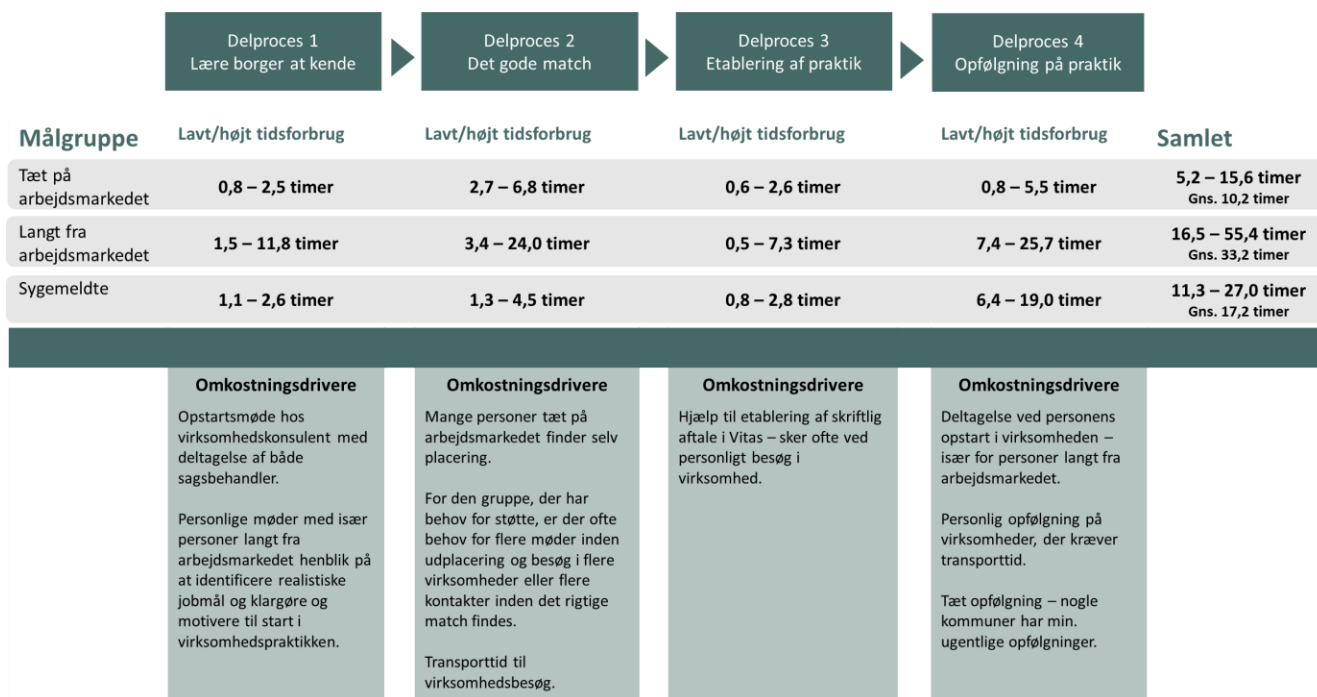 Delproces 1
Lære borger at kende
Delproces 2
Det gode match
Delproces 3
Etablering af praktik
Delproces 4
Opfølgning på praktik
Målgruppe
Lavt/højt tidsforbrug
Lavt/højt tidsforbrug
Lavt/højt tidsforbrug
Lavt/højt tidsforbrug
Samlet
Tæt på
arbejdsmarkedet
0,8 – 2,5 timer
2,7 – 6,8 timer
0,6 – 2,6 timer
0,8 – 5,5 timer
5,2 – 15,6 timer
Gns. 10,2 timer
Langt fra
arbejdsmarkedet
1,5 – 11,8 timer
3,4 – 24,0 timer
0,5 – 7,3 timer
7,4 – 25,7 timer
16,5 – 55,4 timer
Gns. 33,2 timer
Sygemeldte
1,1 – 2,6 timer
1,3 – 4,5 timer
0,8 – 2,8 timer
6,4 – 19,0 timer
11,3 – 27,0 timer
Gns. 17,2 timer
Omkostningsdrivere
Opstartsmøde hos
virksomhedskonsulent med
deltagelse af både
sagsbehandler.
Personlige møder med især
personer langt fra
arbejdsmarkedet henblik på
at identificere realistiske
jobmål og klargøre og
motivere til start i
virksomhedspraktikken.
Omkostningsdrivere
Mange personer tæt på
arbejdsmarkedet finder selv
placering.
For den gruppe, der har
behov for støtte, er der ofte
behov for flere møder inden
udplacering og besøg i flere
virksomheder eller flere
kontakter inden det rigtige
match findes.
Transporttid til
virksomhedsbesøg.
Omkostningsdrivere
Hjælp til etablering af skriftlig
aftale i Vitas – sker ofte ved
personligt besøg i
virksomhed.
Omkostningsdrivere
Deltagelse ved personens
opstart i virksomheden –
især for personer langt fra
arbejdsmarkedet.
Personlig opfølgning på
virksomheder, der kræver
transporttid.
Tæt opfølgning – nogle
kommuner har min.
ugentlige opfølgninger.